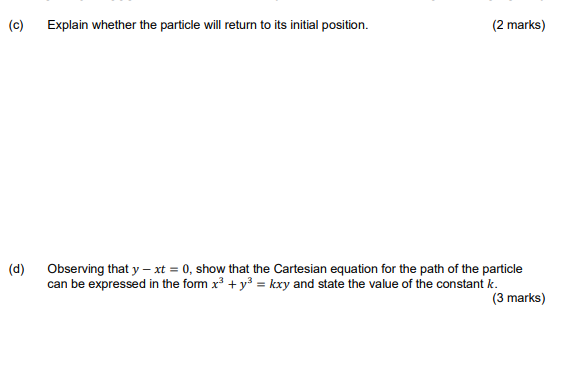 (c) Explain whether the particle will return to its initial position. (2 marks)
(d) Observing that y − xt = 0, show that the Cartesian equation for the path of the particle
can be expressed in the form x³ + y³ = kxy and state the value of the constant k.
(3 marks)